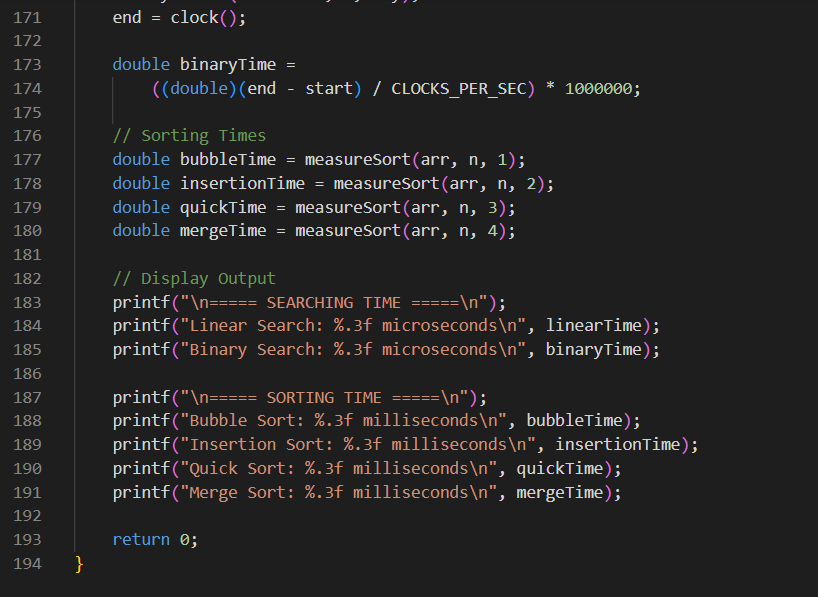 171 end = clock();
172
173 double binaryTime =
174 ((double)(end - start) / CLOCKS_PER_SEC) * 1000000;
175
176 // Sorting Times
177 double bubbleTime = measureSort(arr, n, 1);
178 double insertionTime = measureSort(arr, n, 2);
179 double quickTime = measureSort(arr, n, 3);
180 double mergeTime = measureSort(arr, n, 4);
181
182 // Display Output
183 printf("\n===== SEARCHING TIME =====\n");
184 printf("Linear Search: %.3f microseconds\n", linearTime);
185 printf("Binary Search: %.3f microseconds\n", binaryTime);
186
187 printf("\n===== SORTING TIME =====\n");
188 printf("Bubble Sort: %.3f milliseconds\n", bubbleTime);
189 printf("Insertion Sort: %.3f milliseconds\n", insertionTime);
190 printf("Quick Sort: %.3f milliseconds\n", quickTime);
191 printf("Merge Sort: %.3f milliseconds\n", mergeTime);
192
193 return 0;
194 }